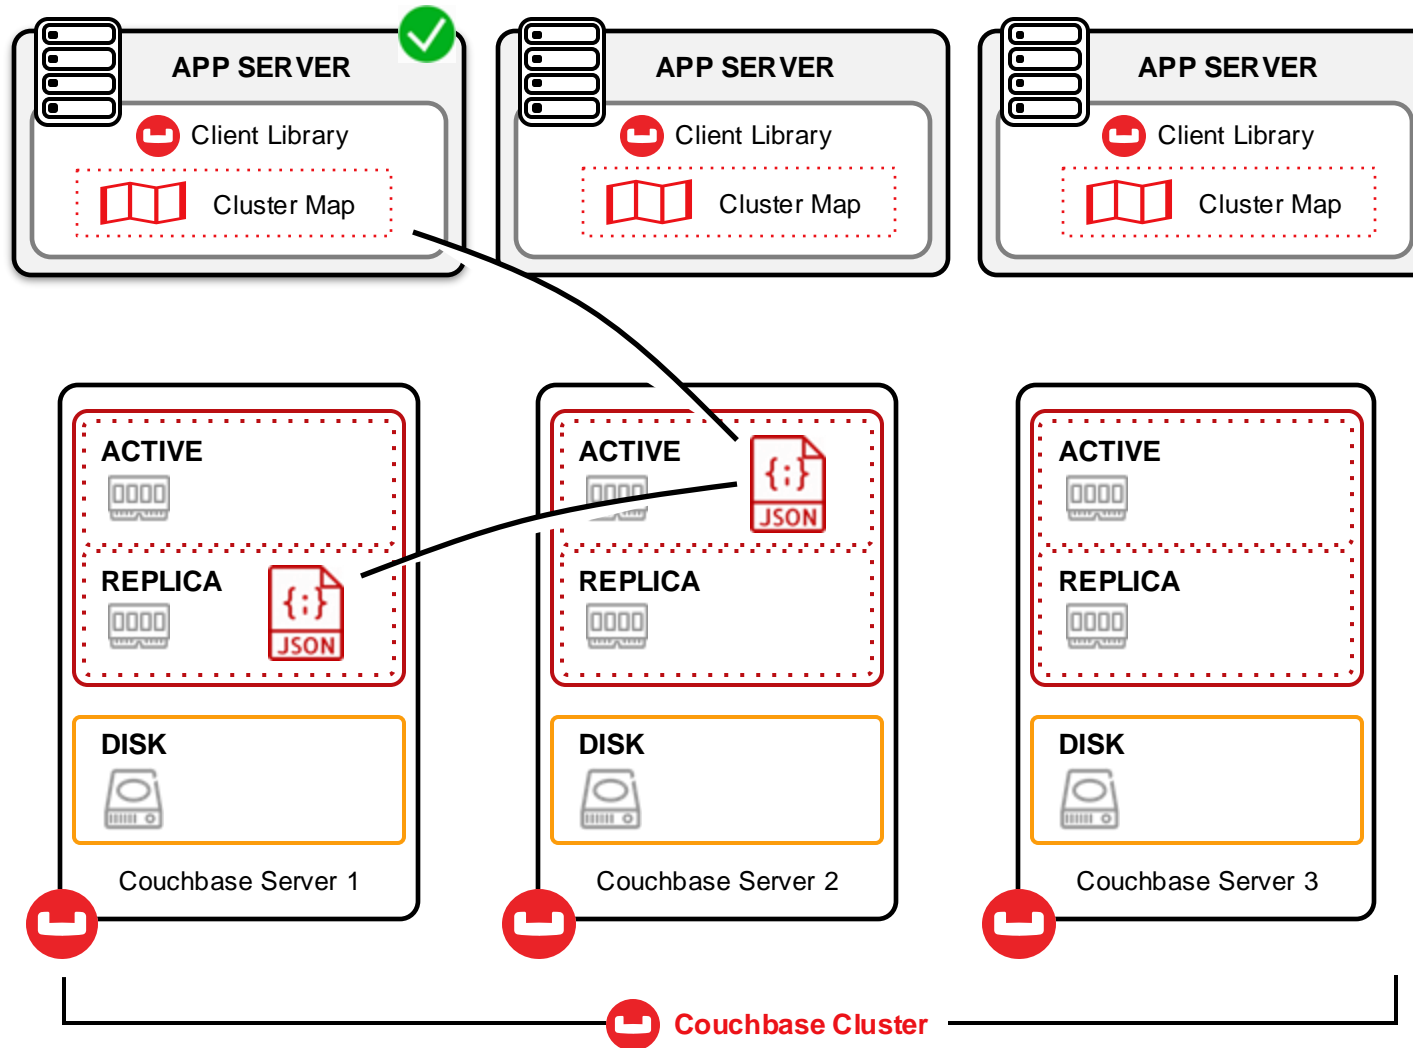 APP SERVER
Client Library
Cluster Map
APP SERVER
Client Library
Cluster Map
APP SERVER
Client Library
Cluster Map
ACTIVE
REPLICA
{;}
JSON
DISK
Couchbase Server 1
ACTIVE
{;}
JSON
REPLICA
DISK
Couchbase Server 2
ACTIVE
REPLICA
DISK
Couchbase Server 3
Couchbase Cluster